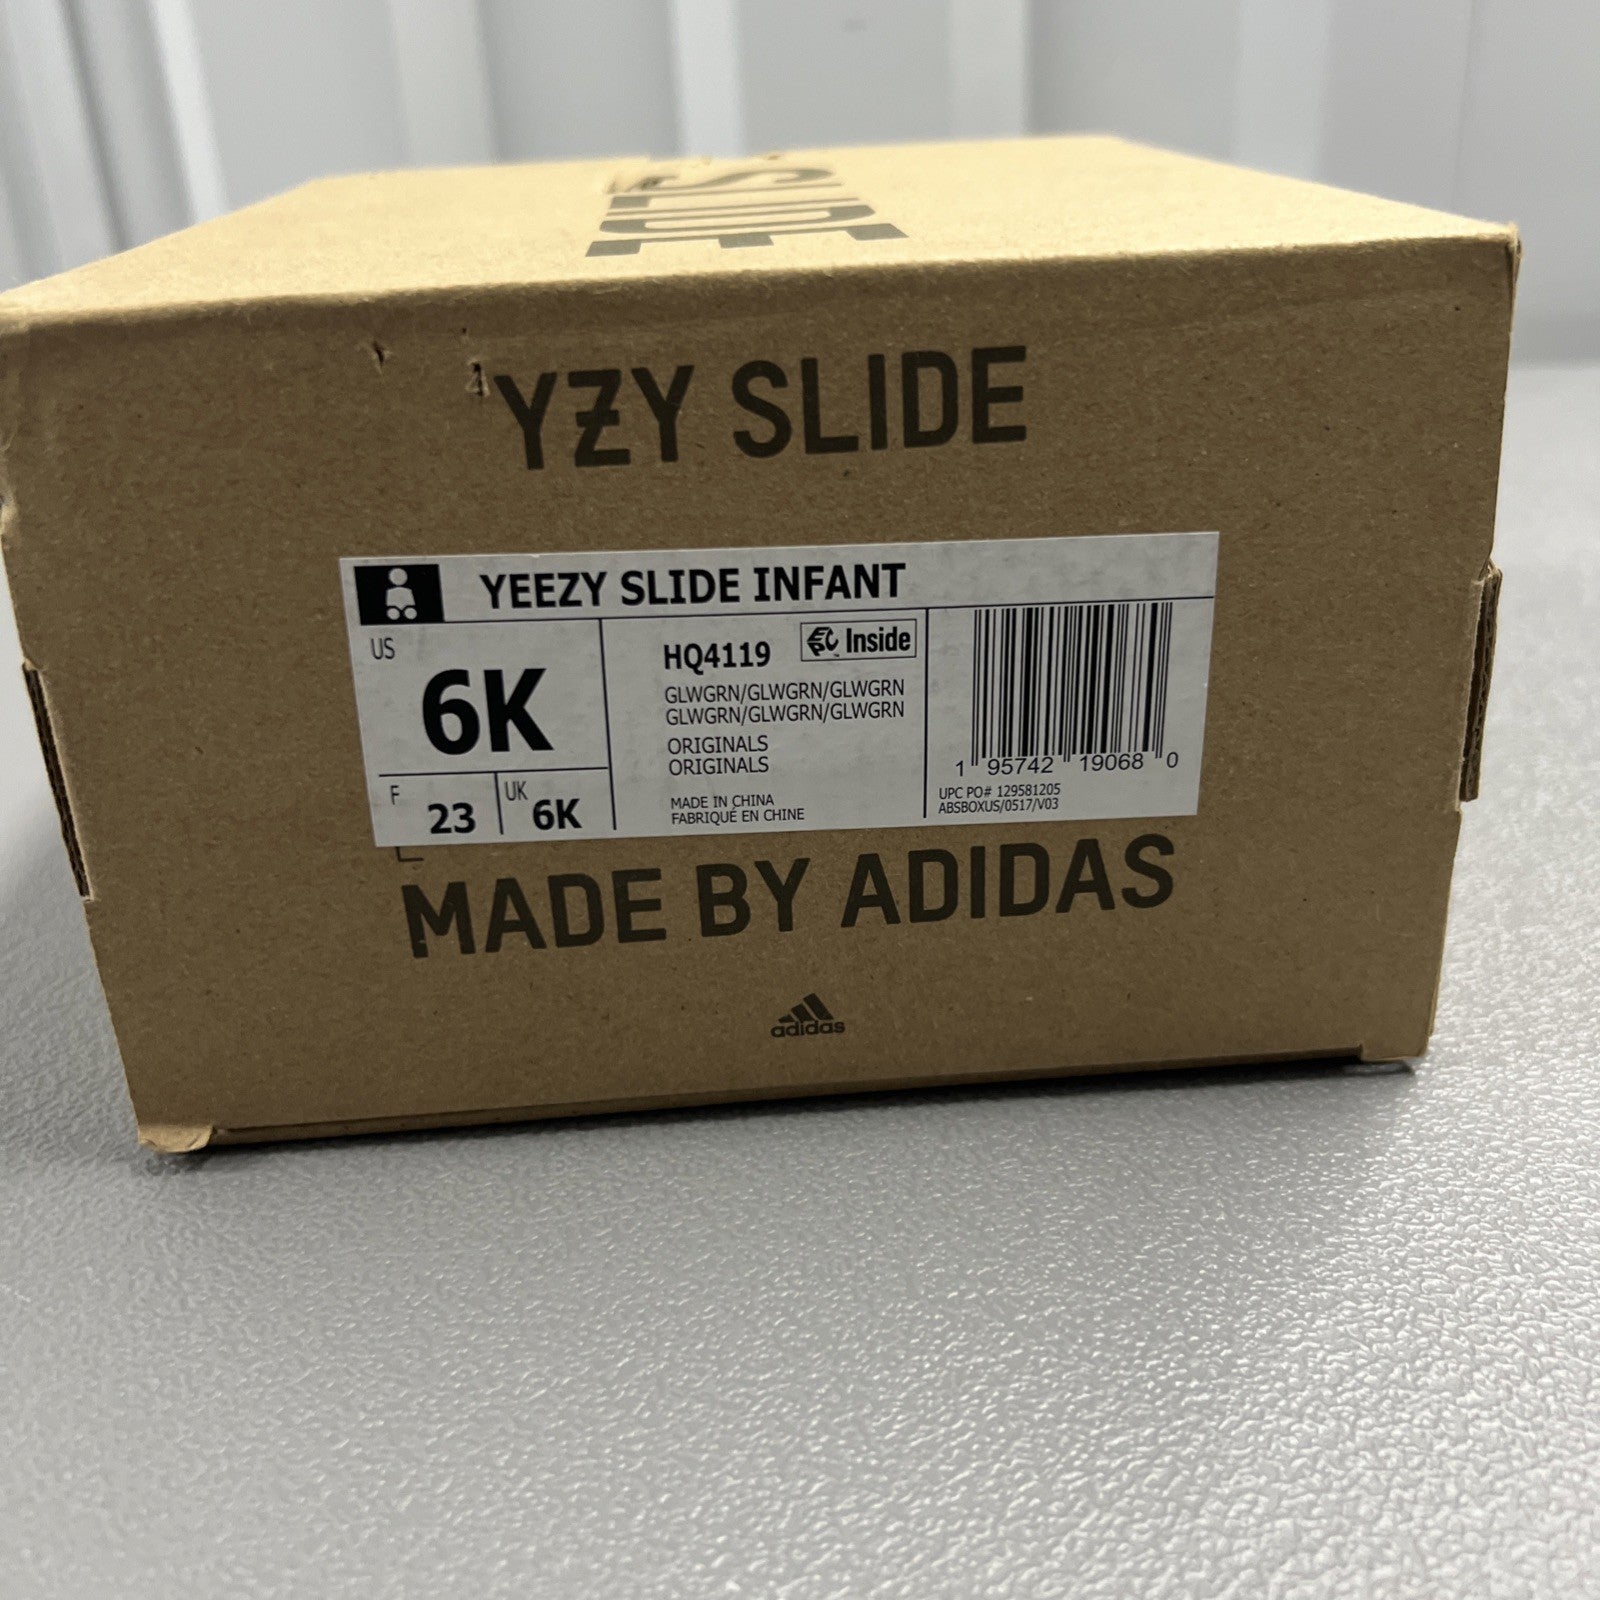 SLIDE
YZY SLIDE
YEEZY SLIDE INFANT
US
6K
F
23
UK
6K
HQ4119
Inside
GLWGRN/GLWGRN/GLWGRN
GLWGRN/GLWGRN/GLWGRN
ORIGINALS
ORIGINALS
MADE IN CHINA
FABRIQUÉ EN CHINE
1 95742 19068 0
UPC PO# 129581205
ABSBOXUS/0517/V03
MADE BY ADIDAS
adidas